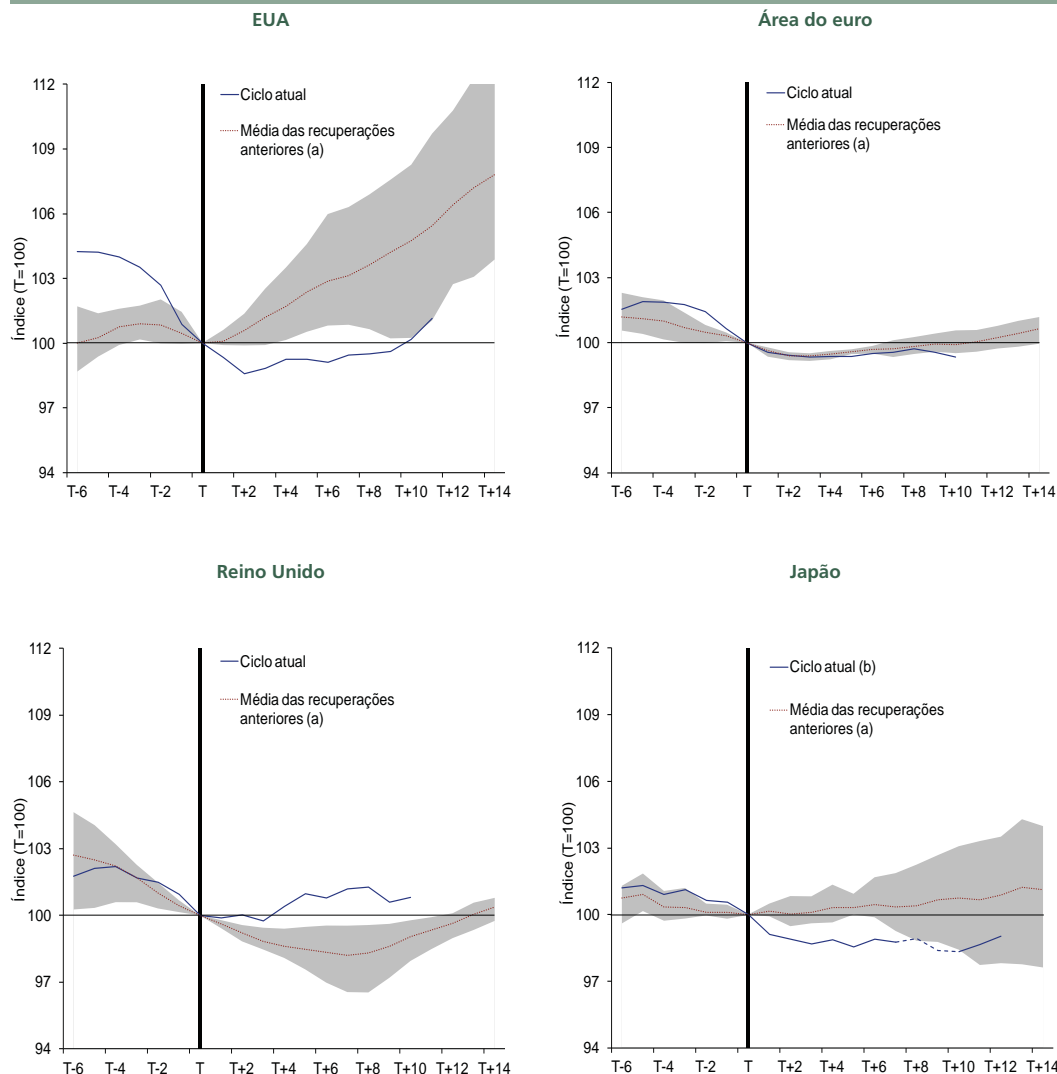 EUA
Índice (T=100)
112
109
106
103
100
97
94
Ciclo atual
Média das recuperações
anteriores (a)
T-6 T-4 T-2 T T+2 T+4 T+6 T+8 T+10 T+12 T+14
Área do euro
Índice (T=100)
112
109
106
103
100
97
94
Ciclo atual
Média das recuperações
anteriores (a)
T-6 T-4 T-2 T T+2 T+4 T+6 T+8 T+10 T+12 T+14
Reino Unido
Índice (T=100)
112
109
106
103
100
97
94
Ciclo atual
Média das recuperações
anteriores (a)
T-6 T-4 T-2 T T+2 T+4 T+6 T+8 T+10 T+12 T+14
Japão
Índice (T=100)
112
109
106
103
100
97
94
Ciclo atual (b)
Média das recuperações
anteriores (a)
T-6 T-4 T-2 T T+2 T+4 T+6 T+8 T+10 T+12 T+14